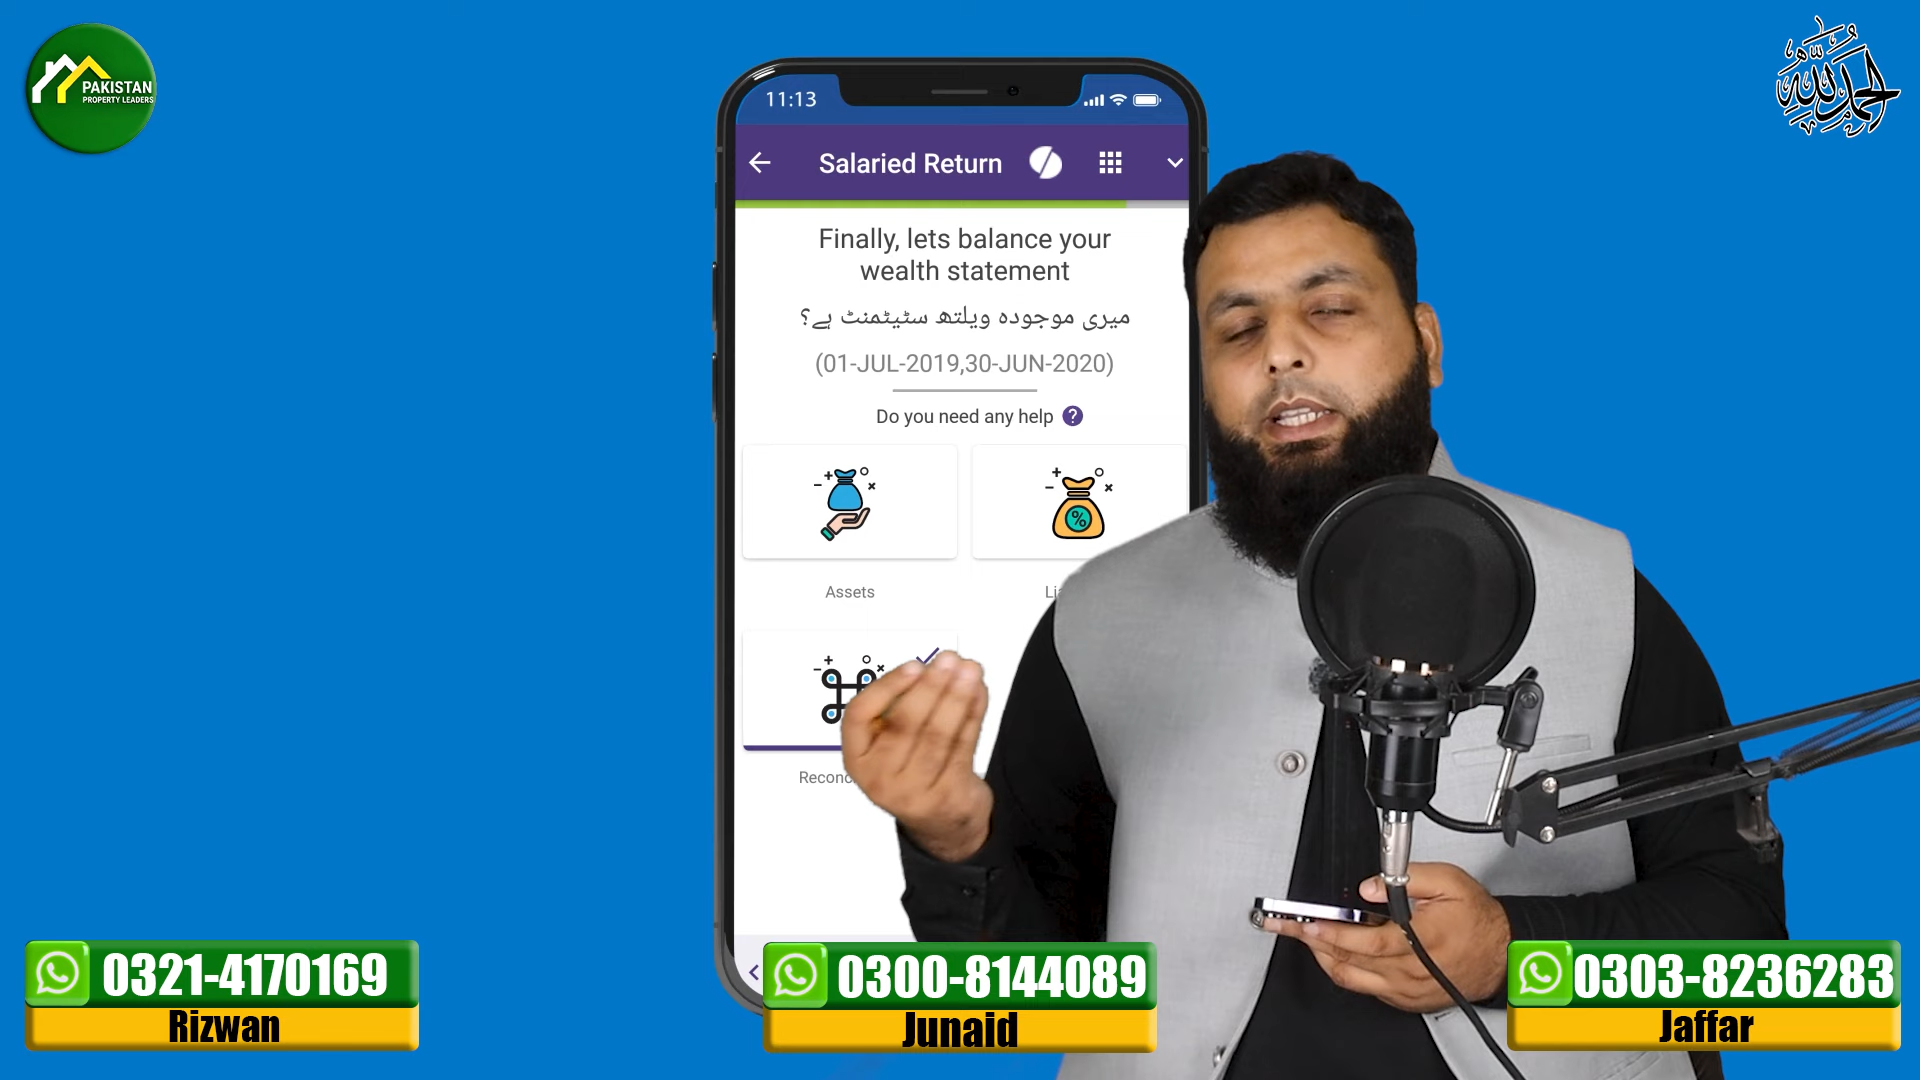 PAKISTAN
PROPERTY LEADERS
الحمد لله
11:13
Salaried Return
Finally, lets balance your
wealth statement
میری موجودہ ویلتھ سٹیٹمنٹ ہے؟
(01-JUL-2019,30-JUN-2020)
Do you need any help ?
%
Assets
0321-4170169
Rizwan
0300-8144089
Junaid
0303-8236283
Jaffar